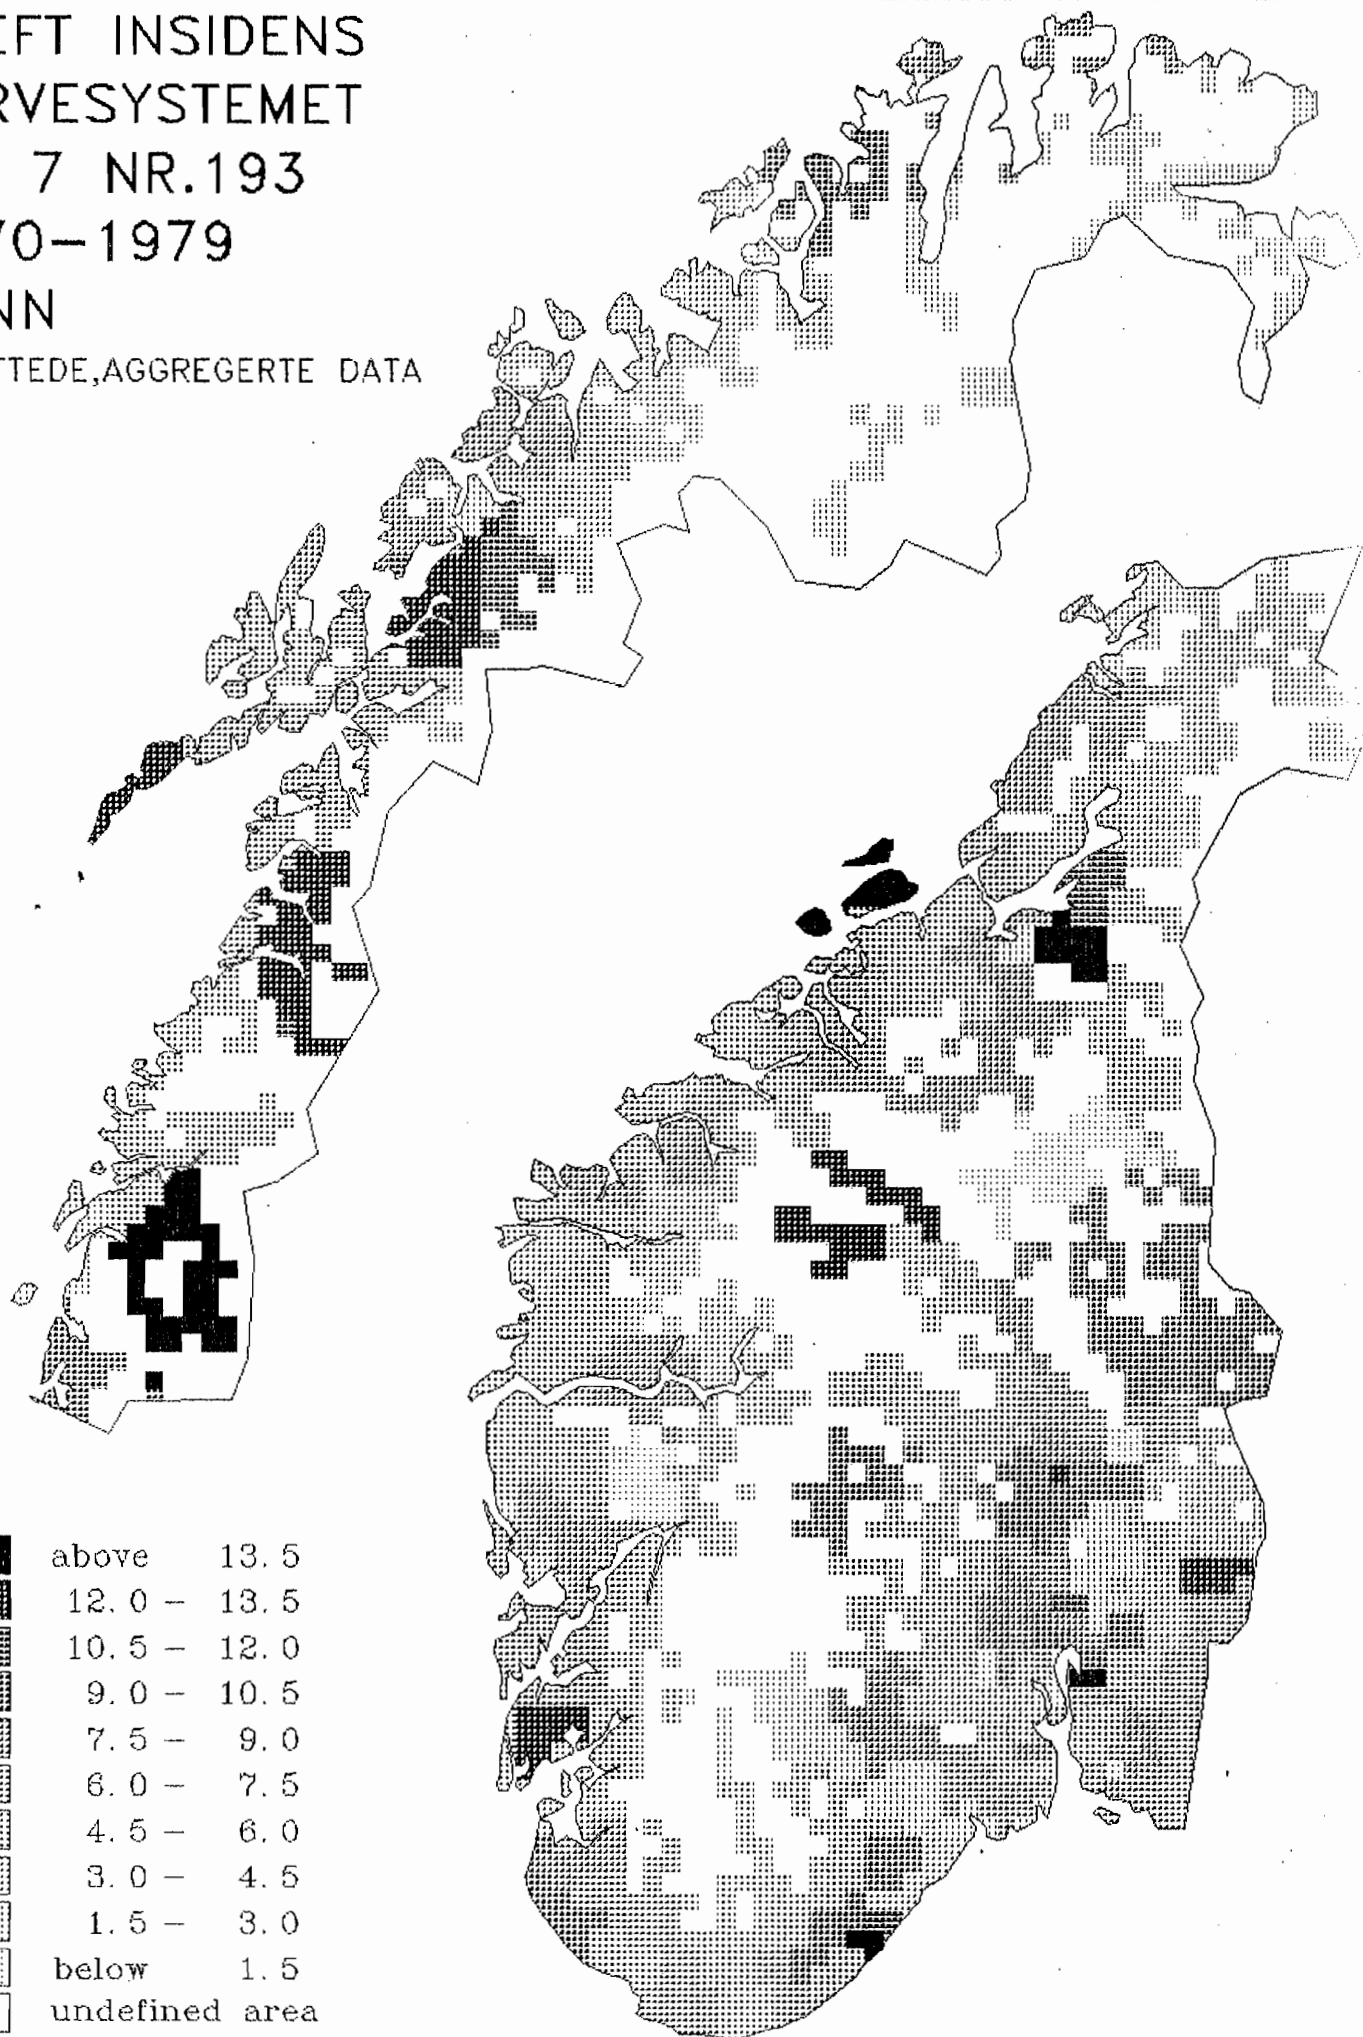 EFT INSIDENS
RVESYSTEMET
7 NR.193
70-1979
NN
TTEDE,AGGREGERTE DATA
above 13.5
12.0 - 13.5
10.5 - 12.0
9.0 - 10.5
7.5 - 9.0
6.0 - 7.5
4.5 - 6.0
3.0 - 4.5
1.5 - 3.0
below 1.5
undefined area